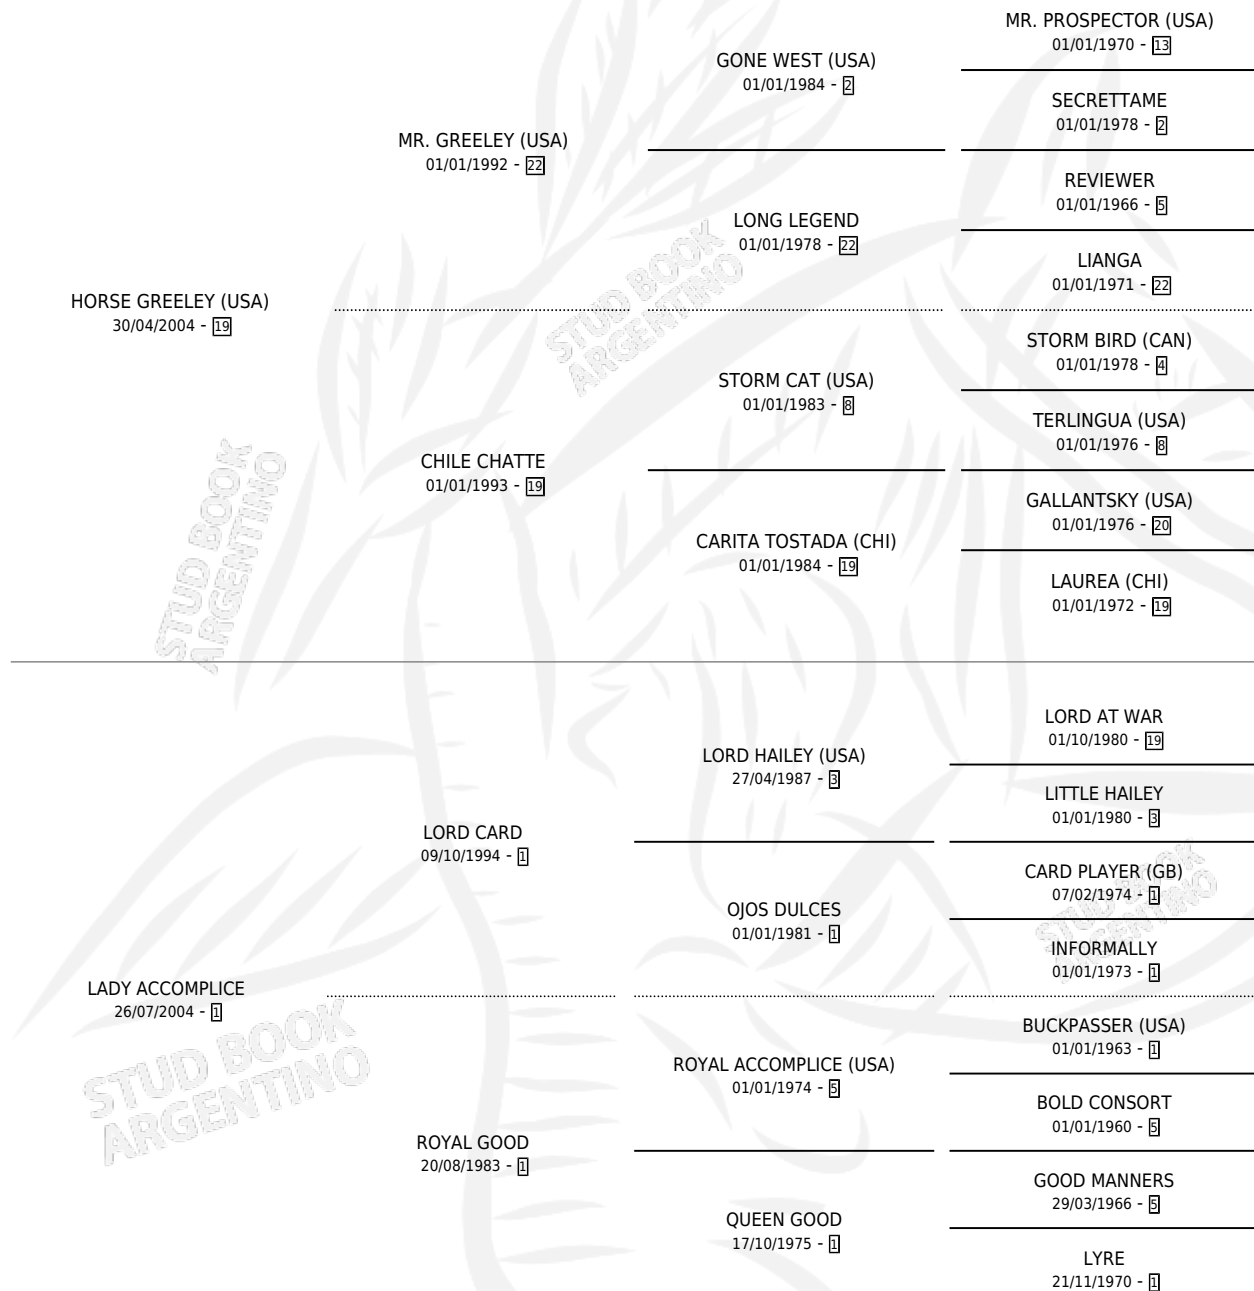 MR. PROSPECTOR (USA)
01/01/1970 - 13
GONE WEST (USA)
01/01/1984 - 2
SECRETTAME
01/01/1978 - 2
MR. GREELEY (USA)
01/01/1992 - 22
REVIEWER
01/01/1966 - 5
LONG LEGEND
01/01/1978 - 22
LIANGA
01/01/1971 - 22
HORSE GREELEY (USA)
30/04/2004 - 19
STORM BIRD (CAN)
01/01/1978 - 4
STORM CAT (USA)
01/01/1983 - 8
TERLINGUA (USA)
01/01/1976 - 8
CHILE CHATTE
01/01/1993 - 19
GALLANTSKY (USA)
01/01/1976 - 20
CARITA TOSTADA (CHI)
01/01/1984 - 19
LAUREA (CHI)
01/01/1972 - 19
LORD AT WAR
01/10/1980 - 19
LORD HAILEY (USA)
27/04/1987 - 3
LITTLE HAILEY
01/01/1980 - 3
LORD CARD
09/10/1994 - 1
CARD PLAYER (GB)
07/02/1974 - 1
OJOS DULCES
01/01/1981 - 1
INFORMALLY
01/01/1973 - 1
LADY ACCOMPLICE
26/07/2004 - 1
BUCKPASSER (USA)
01/01/1963 - 1
ROYAL ACCOMPLICE (USA)
01/01/1974 - 5
BOLD CONSORT
01/01/1960 - 5
ROYAL GOOD
20/08/1983 - 1
GOOD MANNERS
29/03/1966 - 5
QUEEN GOOD
17/10/1975 - 1
LYRE
21/11/1970 - 1
STUD BOOK
ARGENTINO
STUD BOOK
ARGENTINO
STUD BOOK
ARGENTINO
STUD BOOK
ARGENTINO